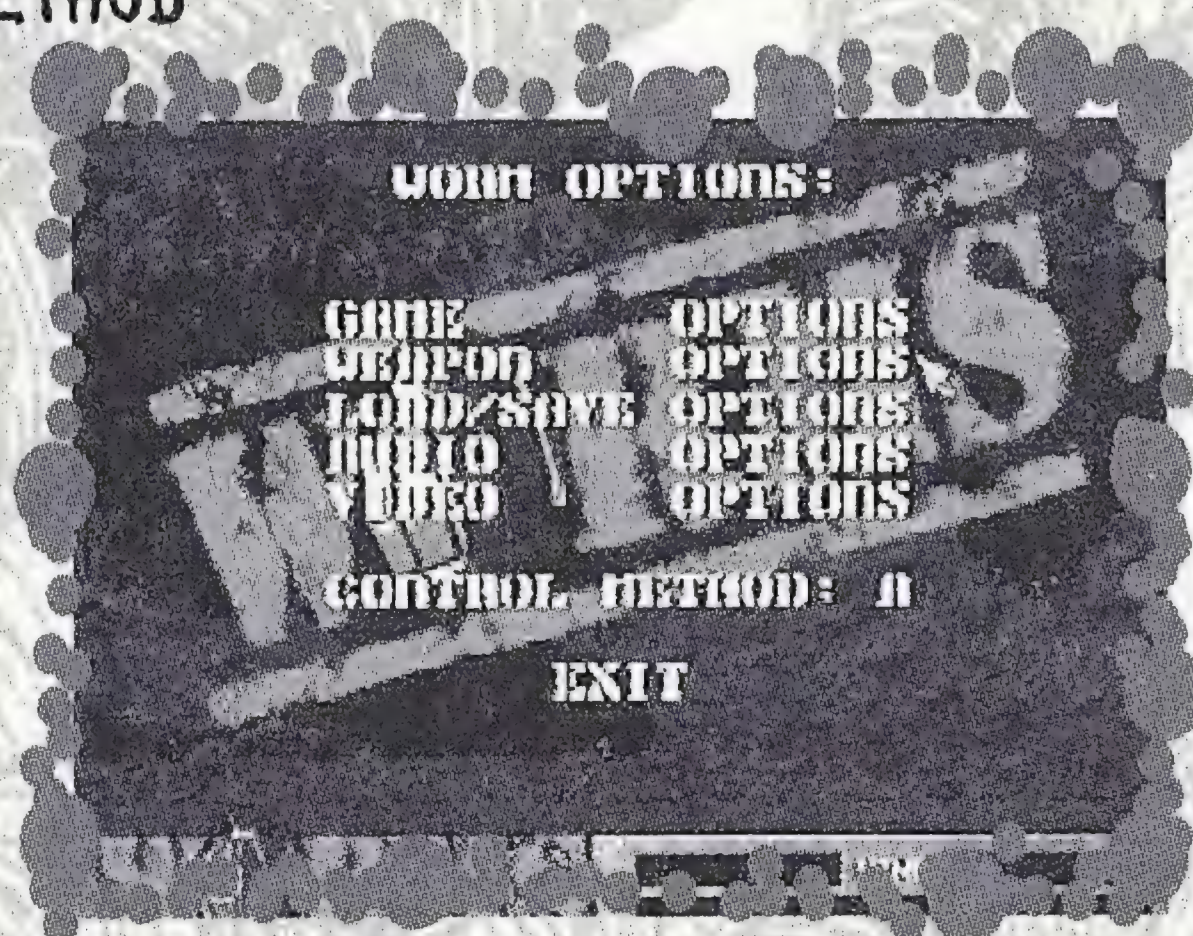 WORM OPTIONS:
GAME OPTIONS
WEAPON OPTIONS
LOAD/SAVE OPTIONS
AUDIO OPTIONS
VIDEO OPTIONS
CONTROL METHOD: A
EXIT